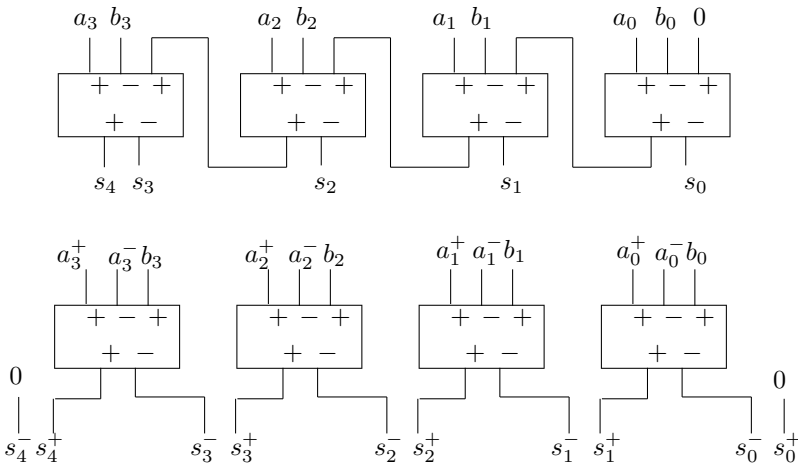 a₃ b₃ a₂ b₂ a₁ b₁ a₀ b₀ 0
+ − + + − + + − + + − +
+ − + − + − + −
s₄ s₃ s₂ s₁ s₀
a₃⁺ a₃⁻ b₃ a₂⁺ a₂⁻ b₂ a₁⁺ a₁⁻ b₁ a₀⁺ a₀⁻ b₀
+ − + + − + + − + + − +
+ − + − + − + −
0 0
s₄⁻ s₄⁺ s₃⁻ s₃⁺ s₂⁻ s₂⁺ s₁⁻ s₁⁺ s₀⁻ s₀⁺